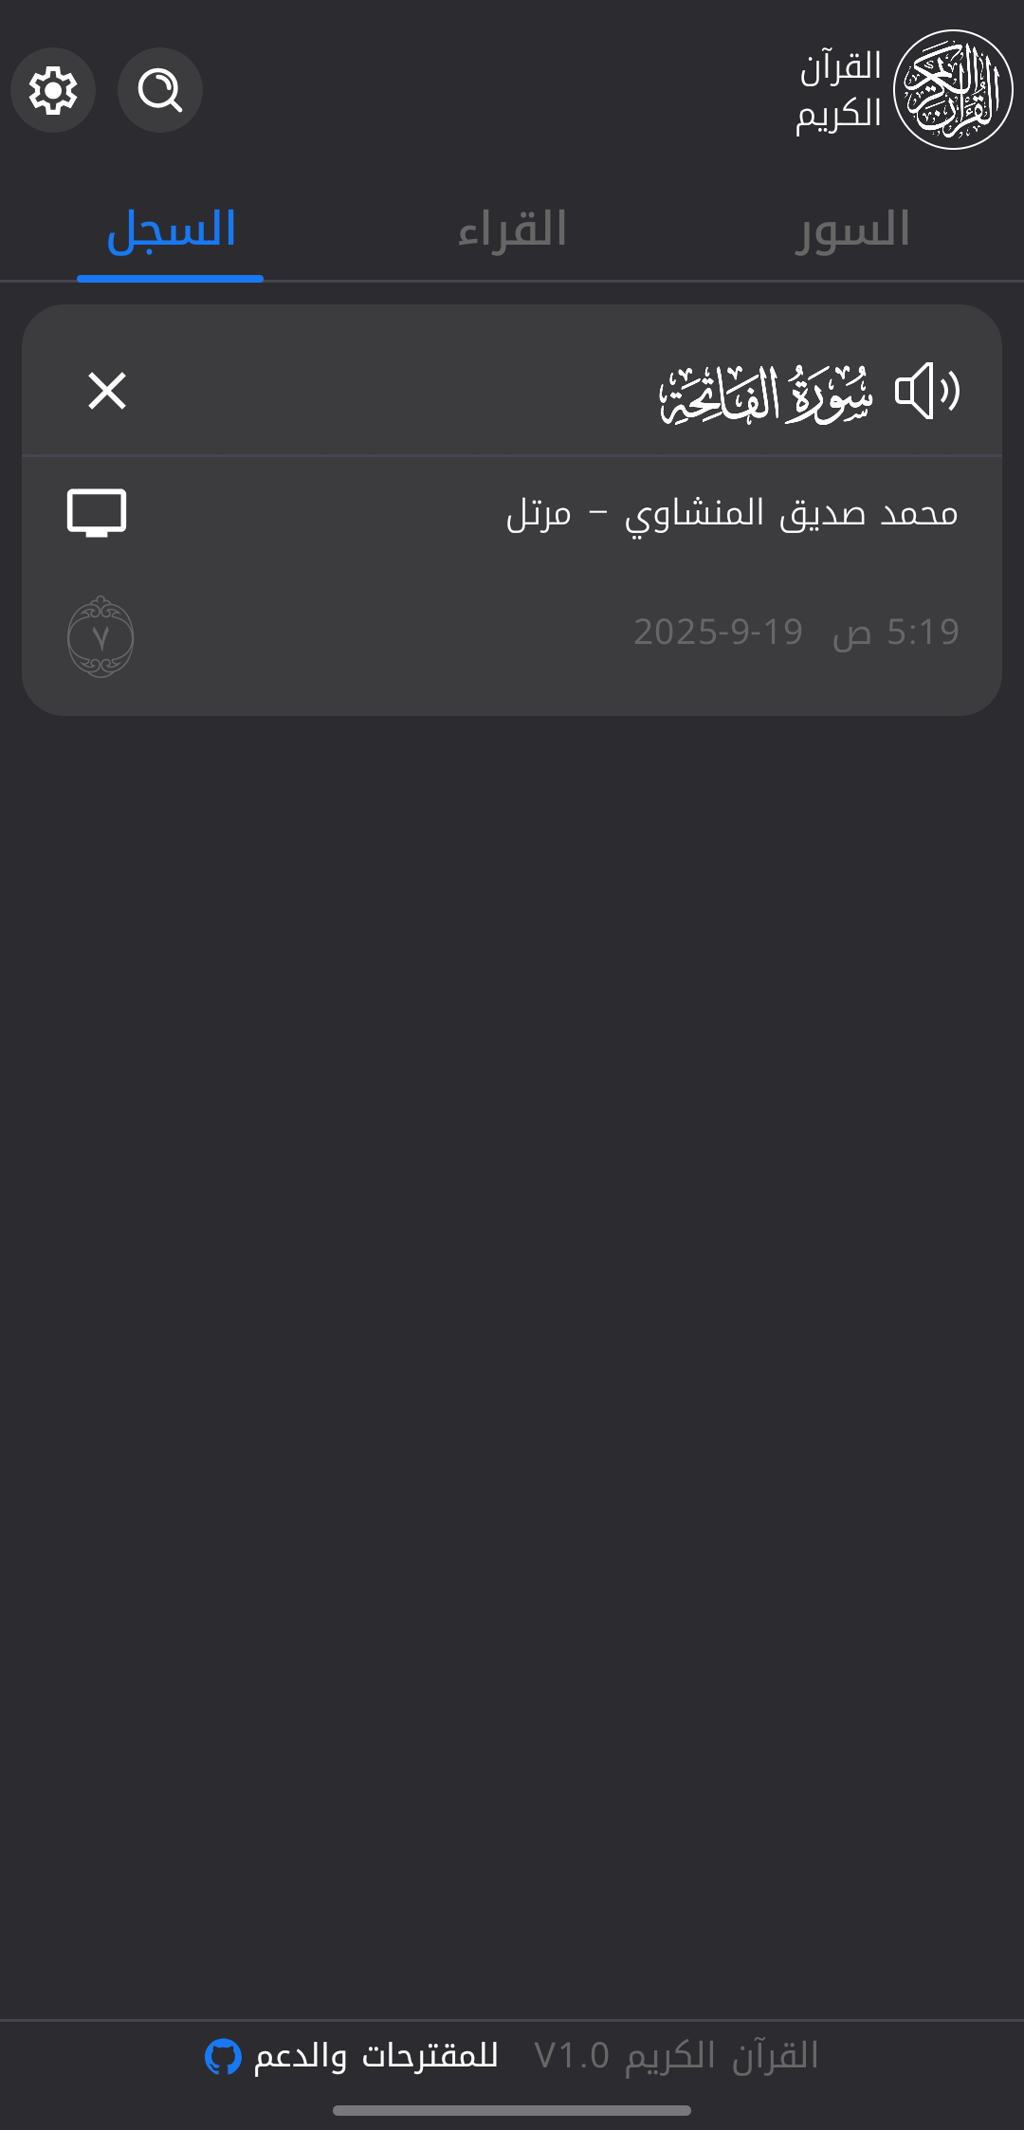 القرآن
الكريم
السور
القراء
السجل
سُورَةُ الفَاتِحَةِ
محمد صديق المنشاوي – مرتل
5:19 ص 2025-9-19
٧
القرآن الكريم V1.0
للمقترحات والدعم